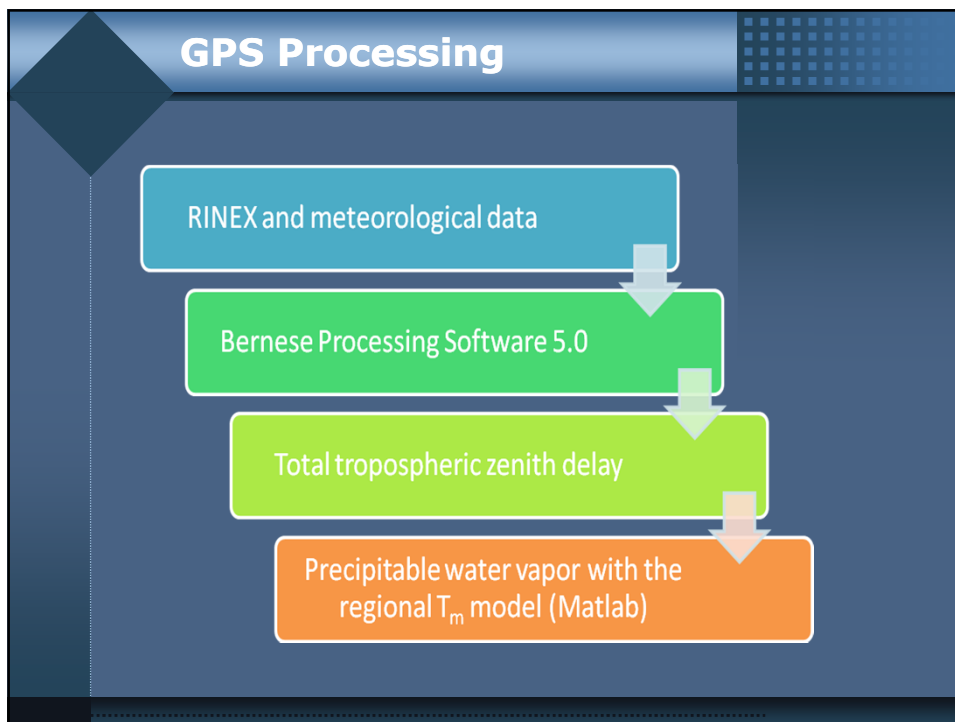 GPS Processing
RINEX and meteorological data
Bernese Processing Software 5.0
Total tropospheric zenith delay
Precipitable water vapor with the
regional Tm model (Matlab)